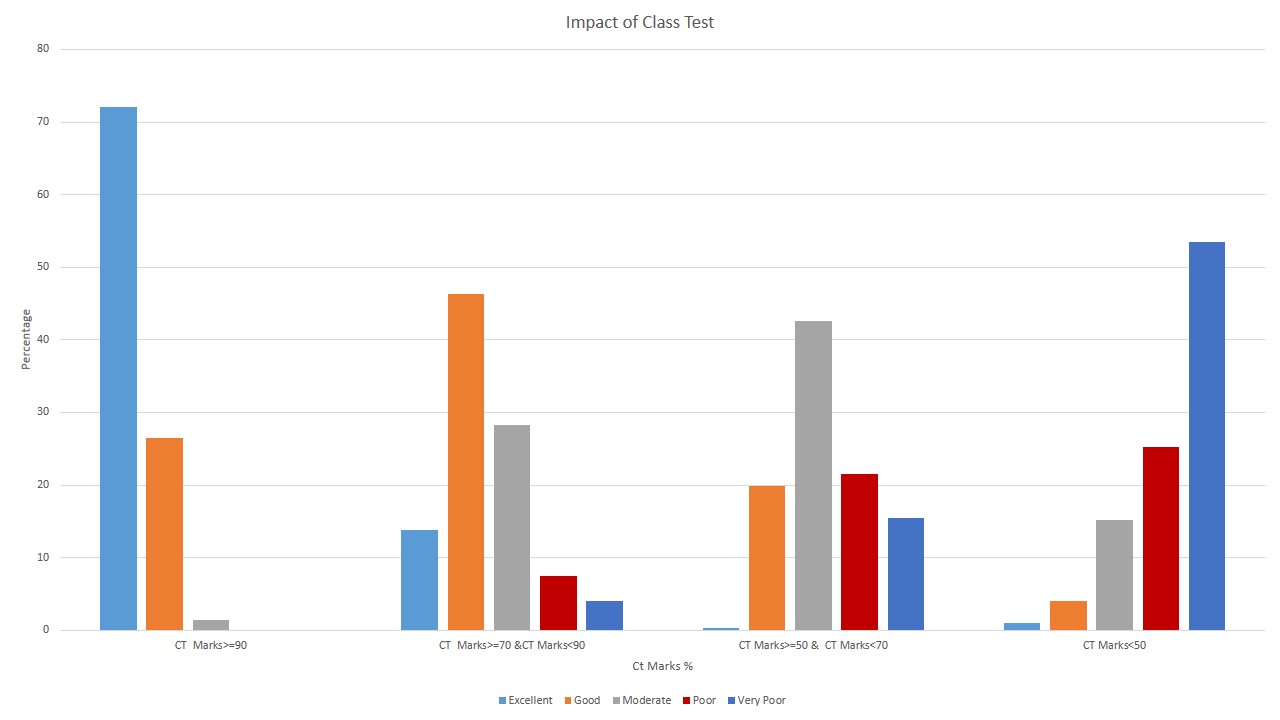 Impact of Class Test
80
70
60
50
40
30
20
10
0
Percentage
CT Marks>=90
CT Marks>=70 &CT Marks<90
CT Marks>=50 & CT Marks<70
CT Marks<50
Ct Marks %
Excellent Good Moderate Poor Very Poor